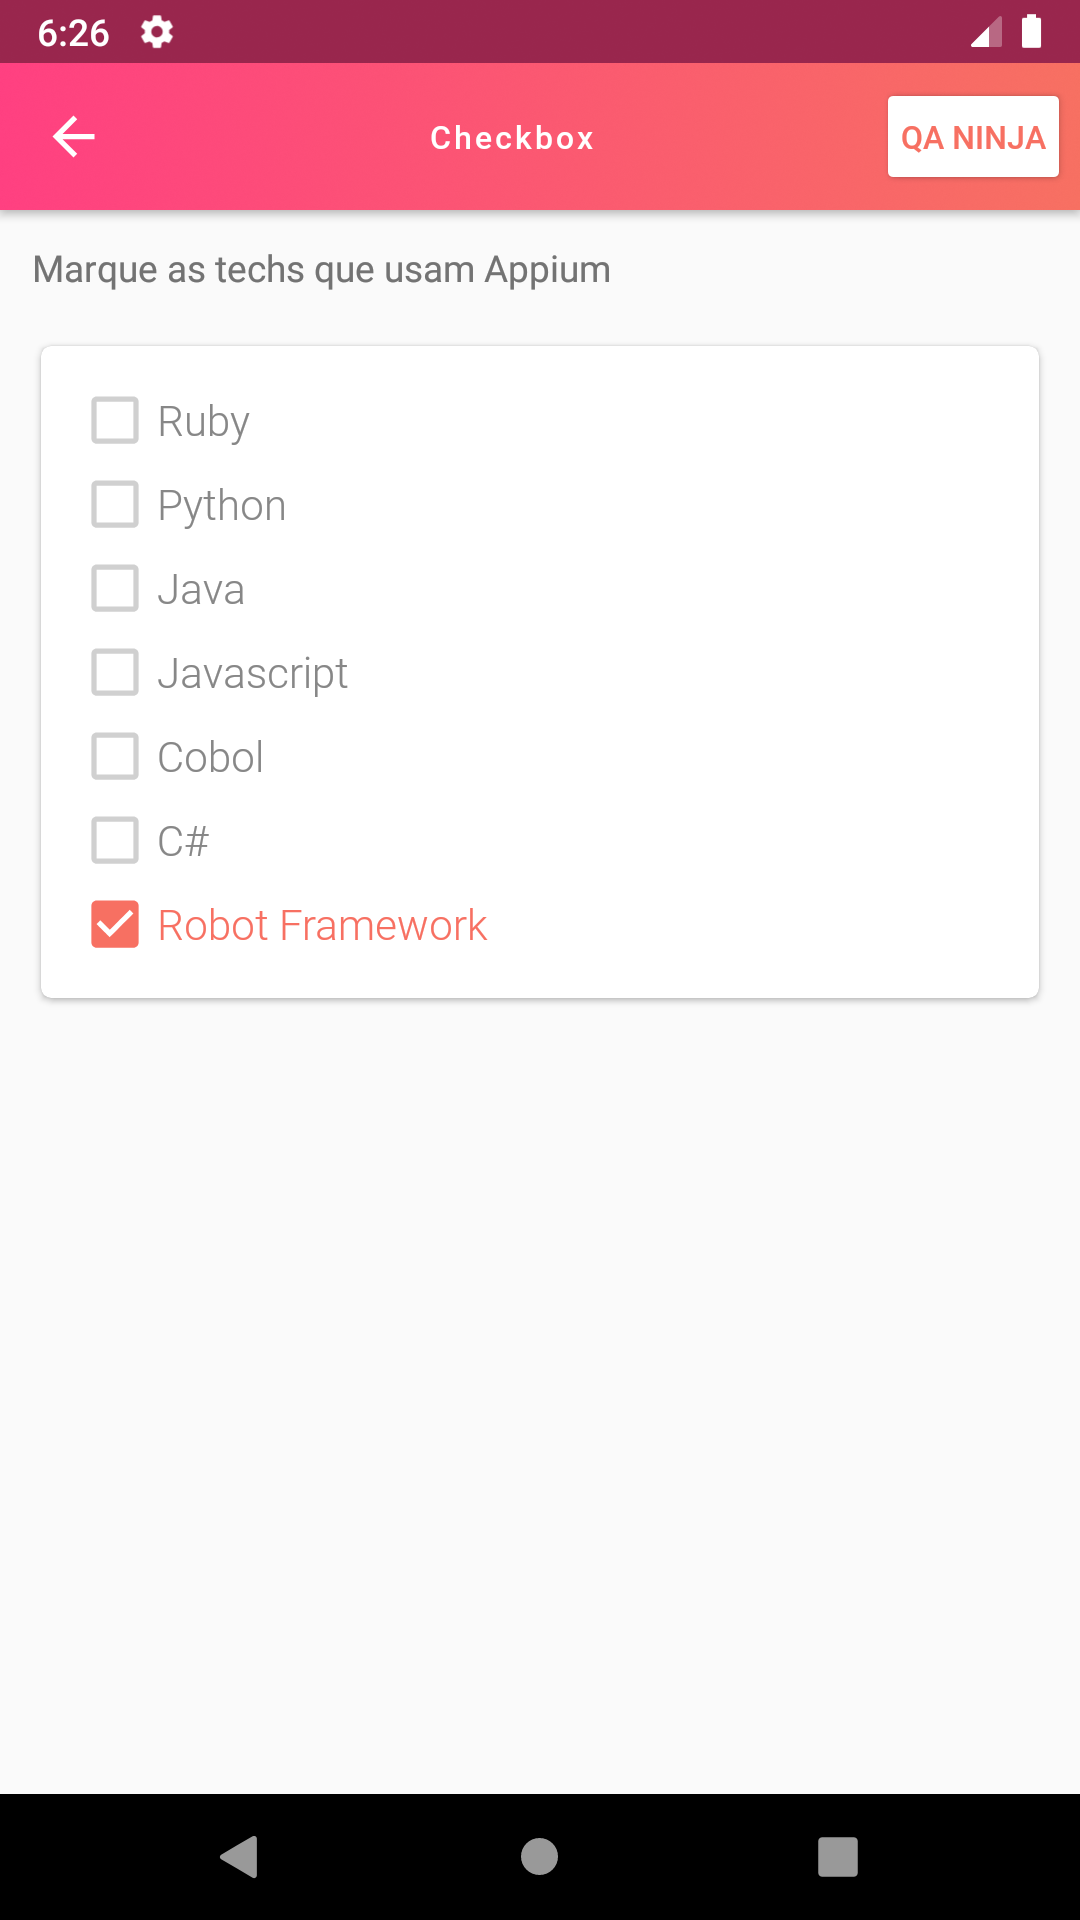 6:26
Checkbox
QA NINJA
Marque as techs que usam Appium
Ruby
Python
Java
Javascript
Cobol
C#
Robot Framework